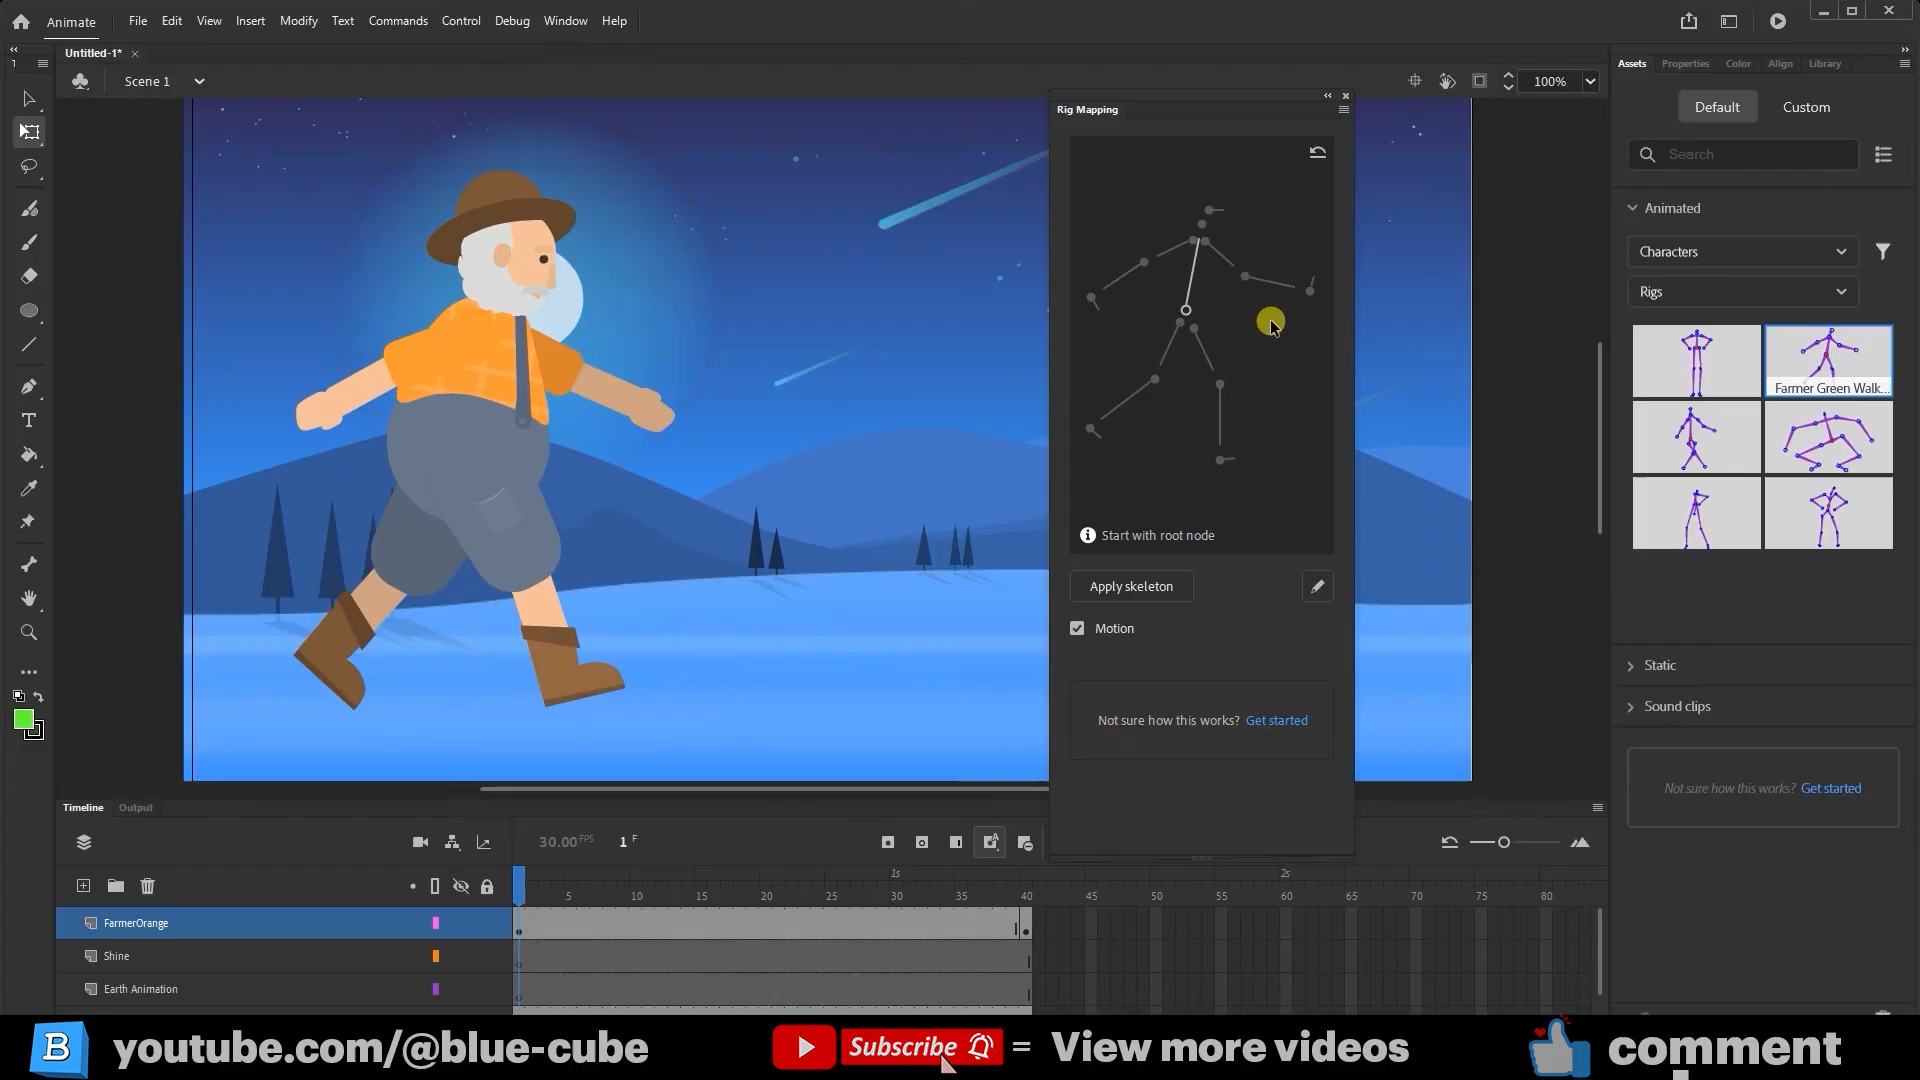 Animate
File Edit View Insert Modify Text Commands Control Debug Window Help
Untitled-1*
Scene 1
100%
Rig Mapping
Start with root node
Apply skeleton
Motion
Not sure how this works? Get started
Assets Properties Color Align Library
Default Custom
Search
Animated
Characters
Rigs
Farmer Green Walk...
Static
Sound clips
Not sure how this works? Get started
Timeline Output
30.00 FPS 1 F
1s 2s
5 10 15 20 25 30 35 40 45 50 55 60 65 70 75 80
FarmerOrange
Shine
Earth Animation
B youtube.com/@blue-cube Subscribe = View more videos comment